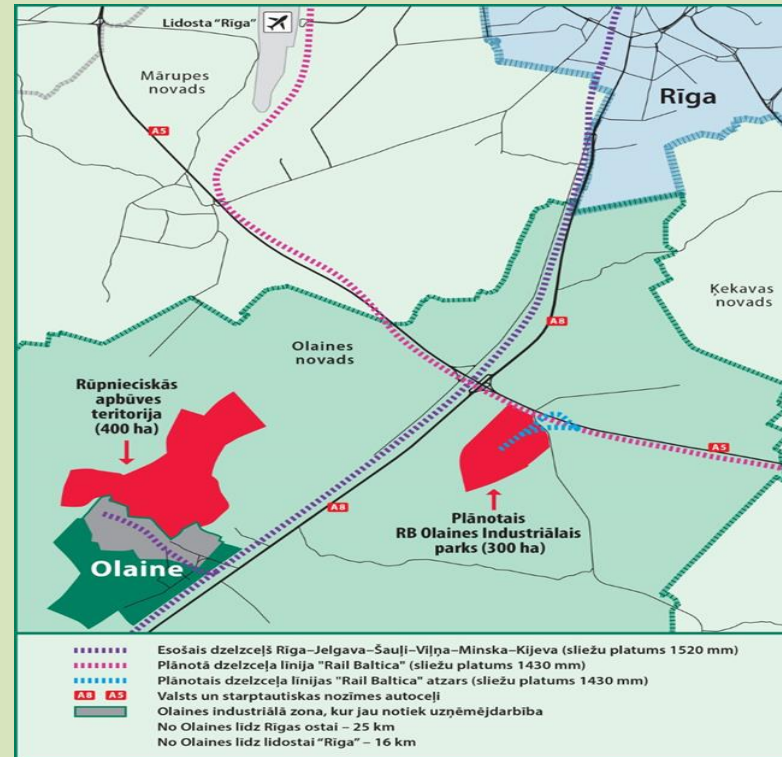 Lidosta “Rīga”
Mārupes
novads
Rīga
A5
Ķekavas
novads
A8
Olaines
novads
Rūpnieciskās
apbūves
teritorija
(400 ha)
A5
A8
Plānotais
RB Olaines Industriālais
parks (300 ha)
Olaine
Esošais dzelzceļš Rīga–Jelgava–Šauļi–Viļņa–Minska–Kijeva (sliežu platums 1520 mm)
Plānotā dzelzceļa līnija "Rail Baltica" (sliežu platums 1430 mm)
Plānotais dzelzceļa līnijas "Rail Baltica" atzars (sliežu platums 1430 mm)
A8 A5 Valsts un starptautiskas nozīmes autoceļi
Olaines industriālā zona, kur jau notiek uzņēmējdarbība
No Olaines līdz Rīgas ostai – 25 km
No Olaines līdz lidostai “Rīga” – 16 km